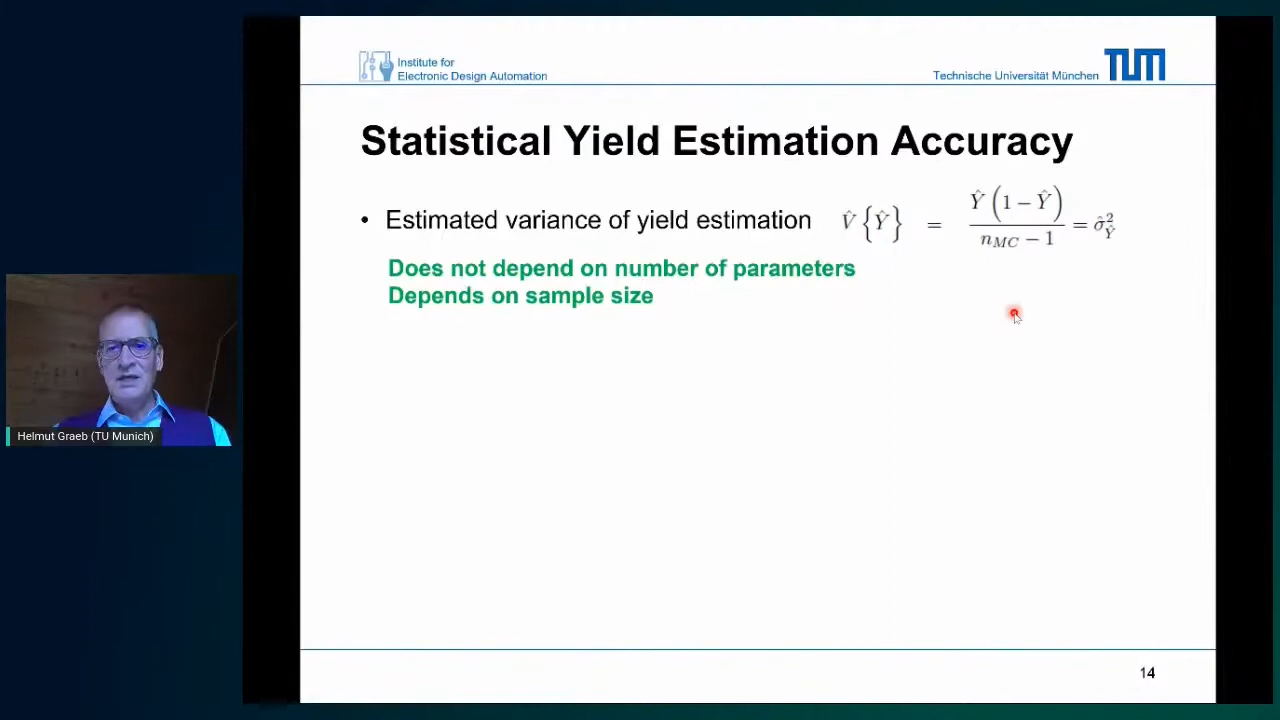 Institute for
Electronic Design Automation
Technische Universität München
TUM
Statistical Yield Estimation Accuracy
• Estimated variance of yield estimation V̂{Ŷ} = Ŷ(1 − Ŷ) / (n_MC − 1) = σ̂²_Ŷ
Does not depend on number of parameters
Depends on sample size
Helmut Graeb (TU Munich)
14